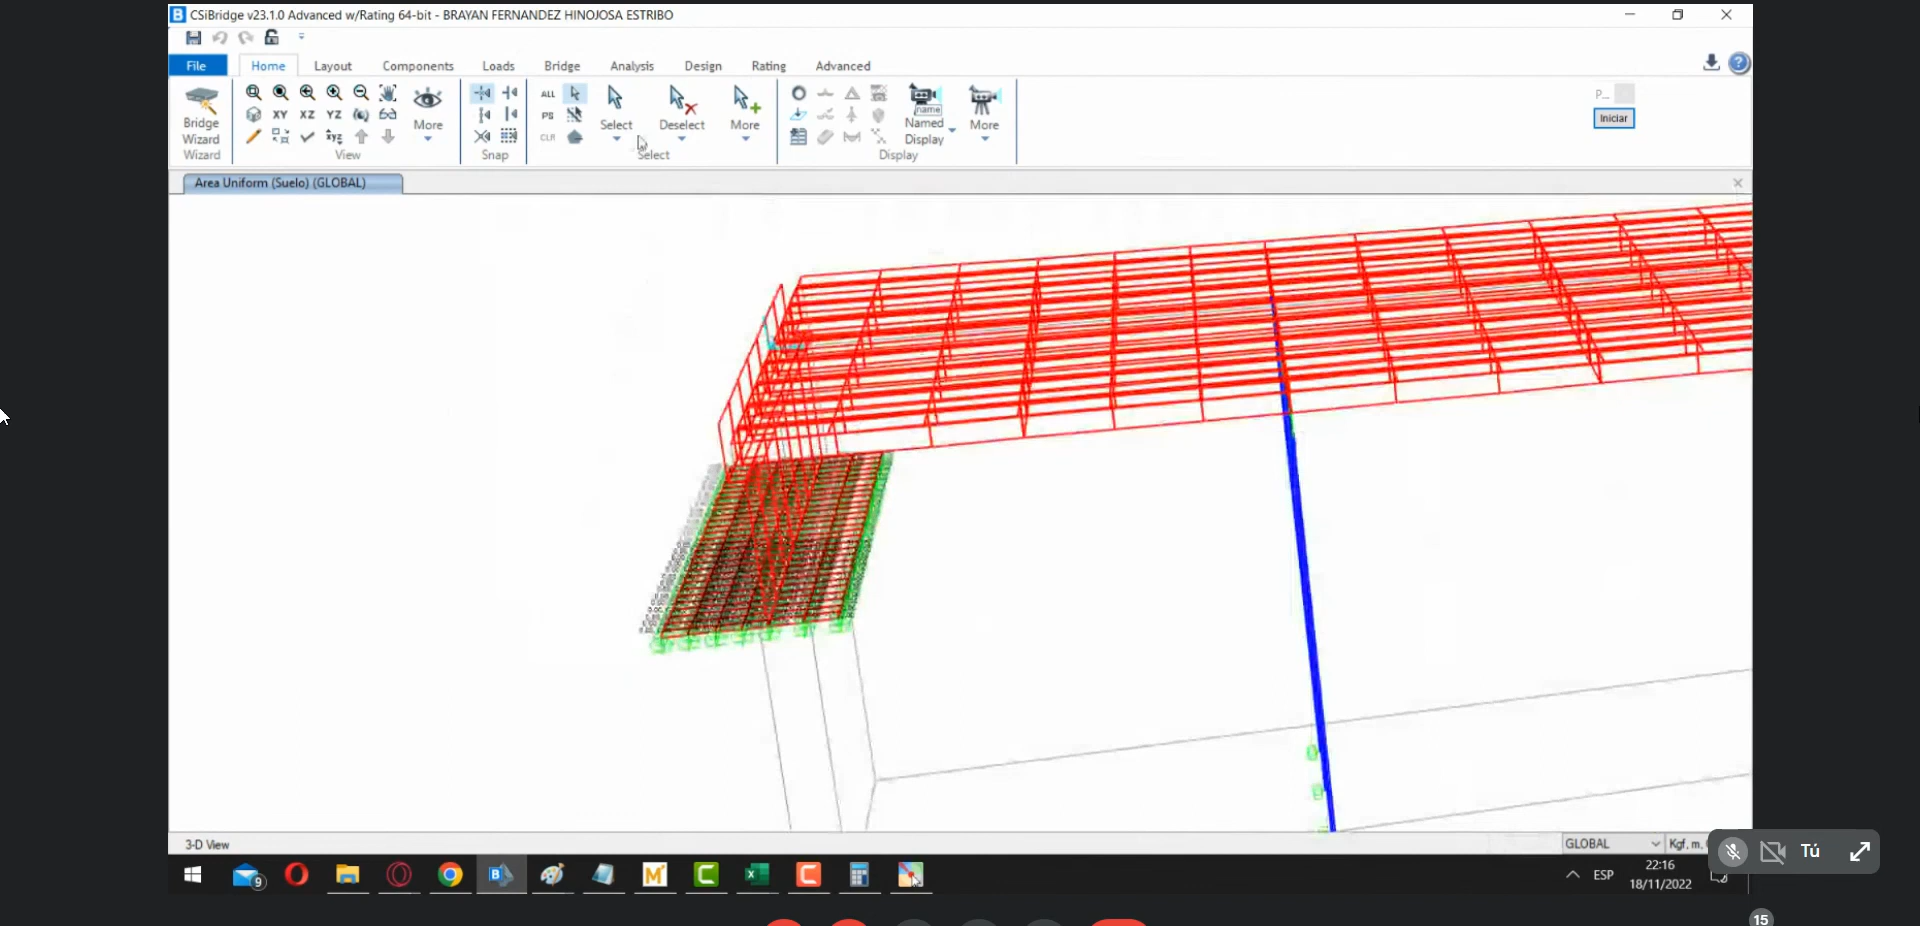 CSiBridge v23.1.0 Advanced w/Rating 64-bit - BRAYAN FERNANDEZ HINOJOSA ESTRIBO
File Home Layout Components Loads Bridge Analysis Design Rating Advanced
Bridge
Wizard
Wizard
XY XZ YZ
xyz
More
View
Snap
ALL
PS
CLR
Select Deselect More
Select
name
Named
Display
More
Display
P...
Iniciar
Area Uniform (Suelo) (GLOBAL)
3-D View
GLOBAL
Kgf, m,
Tú
9
ESP
22:16
18/11/2022
15